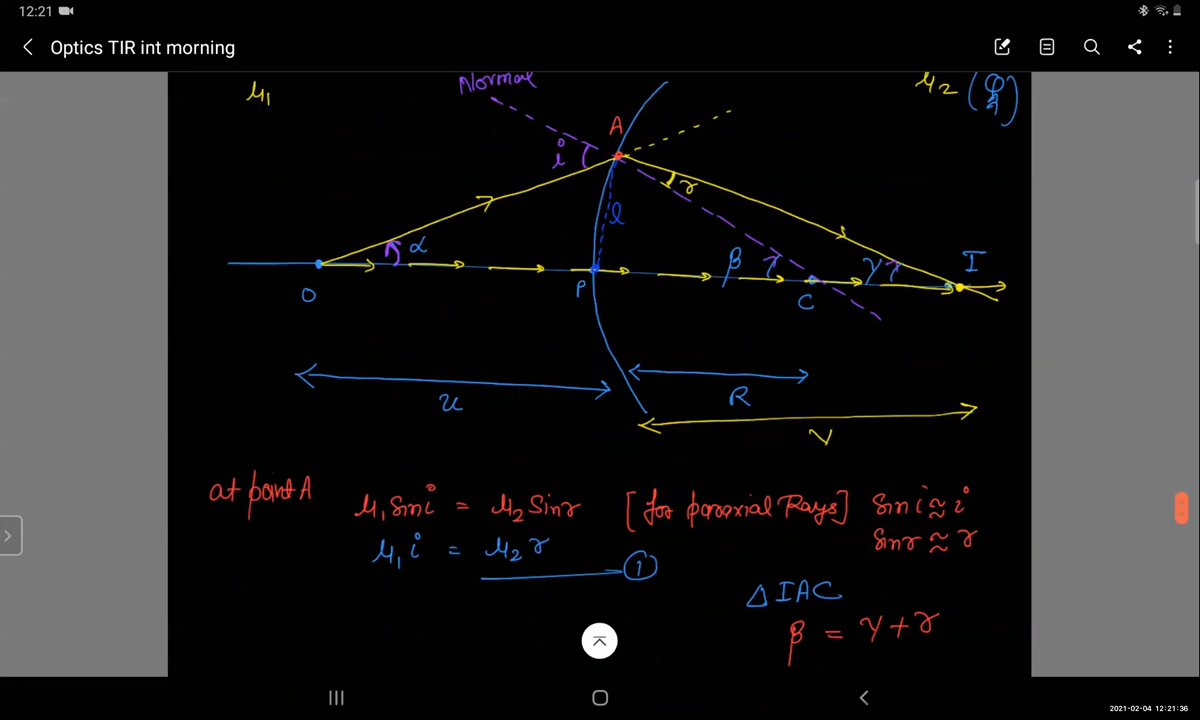 12:21
Optics TIR int morning
Normal
μ1
μ2
A
i
r
l
α
β
γ
I
O
P
C
u
R
V
at point A μ1 Sin i = μ2 Sin r [for paraxial Rays] Sin i ≈ i
Sin r ≈ r
μ1 i = μ2 r ①
Δ IAC
β = γ + r
2021-02-04 12:21:36